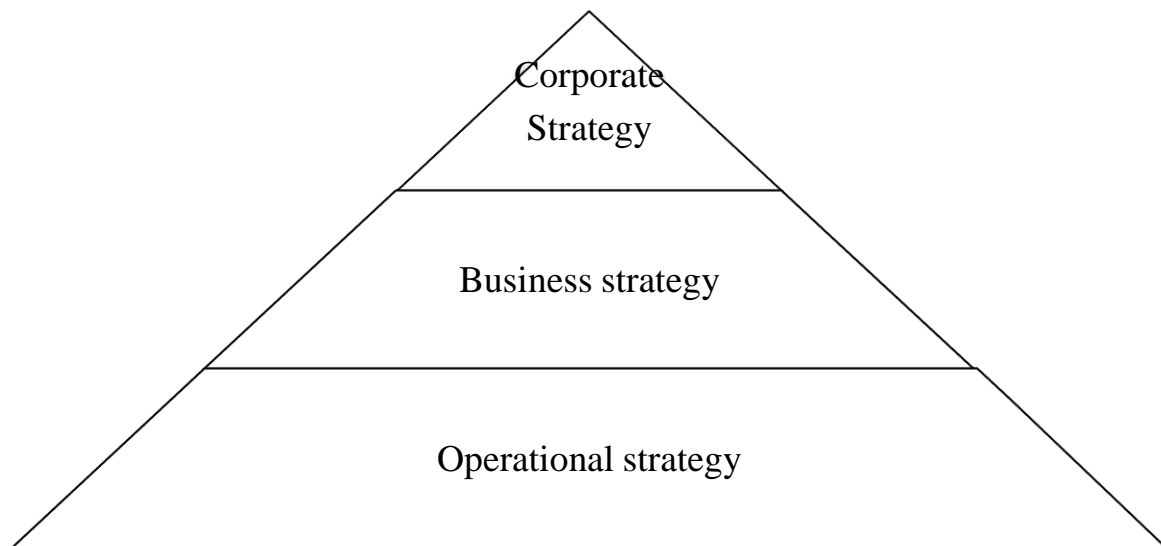 Corporate
Strategy
Business strategy
Operational strategy